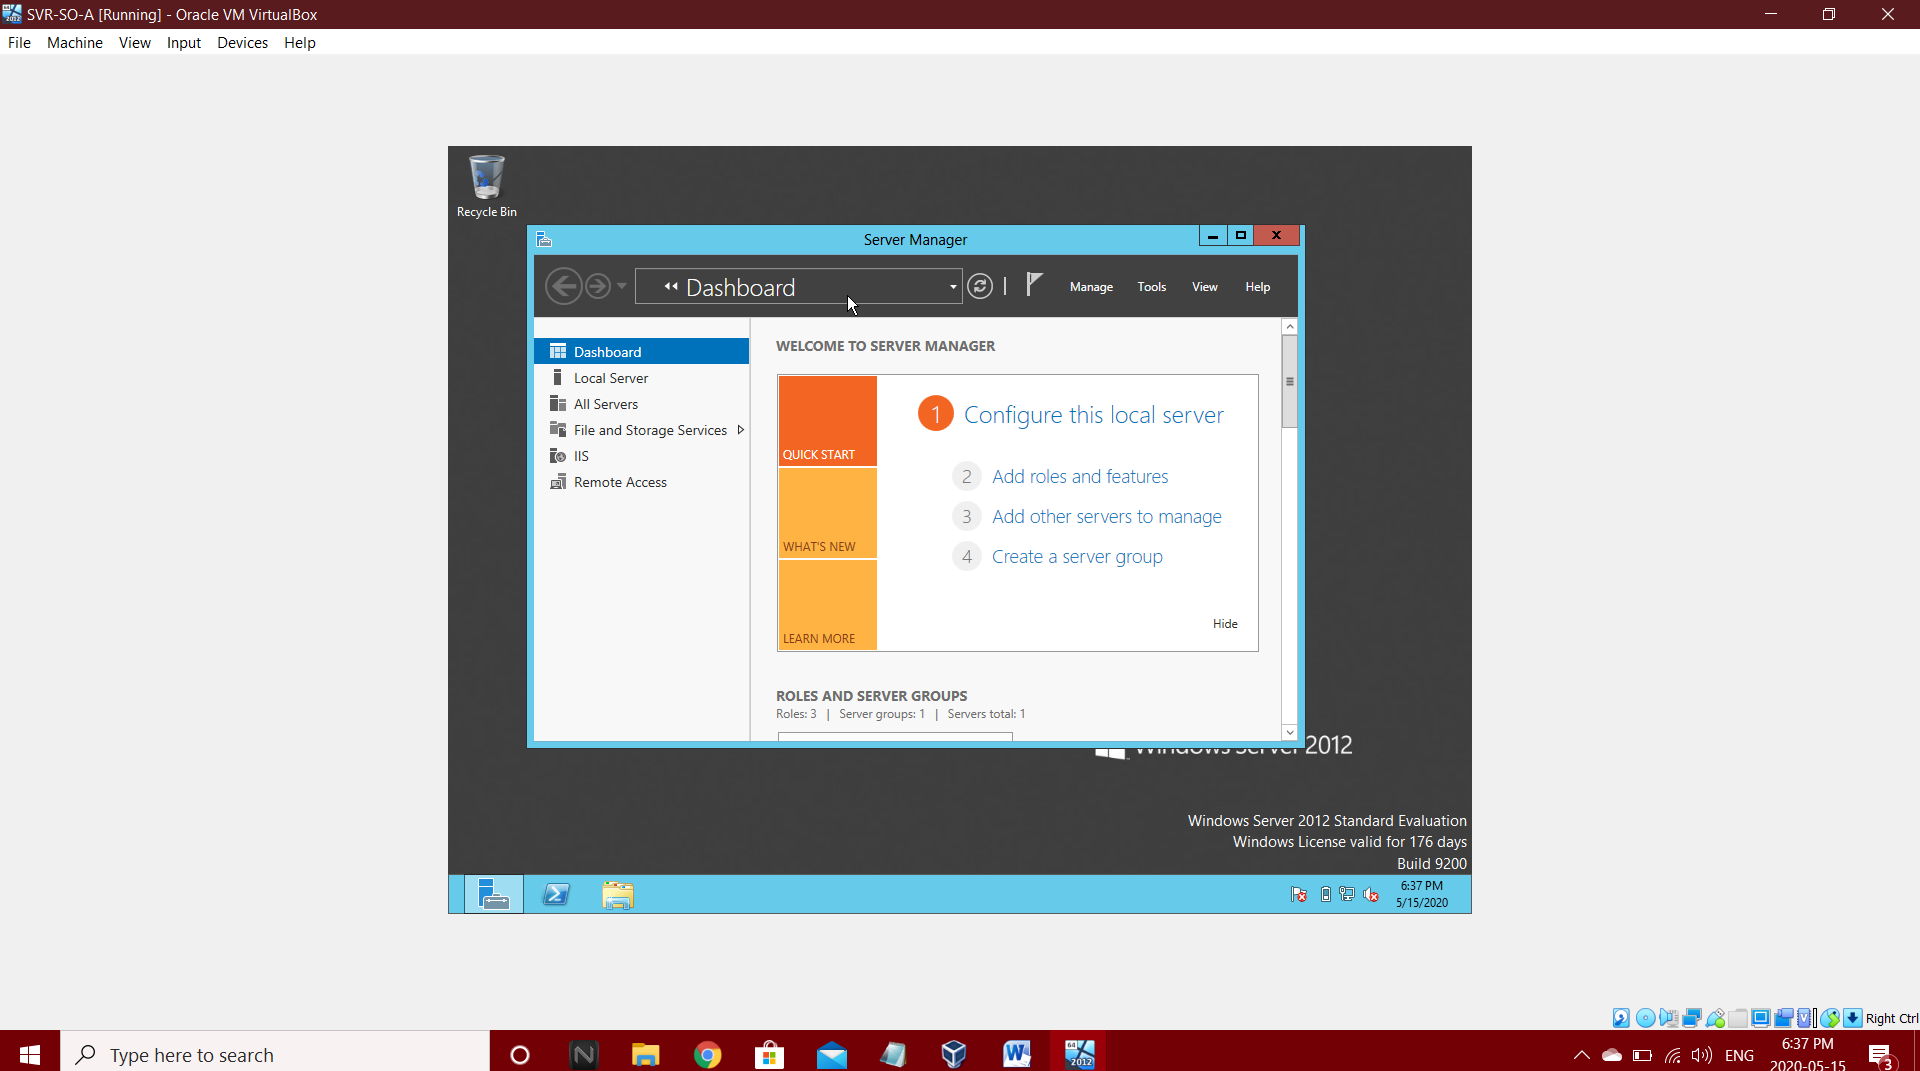 SVR-SO-A [Running] - Oracle VM VirtualBox
File Machine View Input Devices Help
Recycle Bin
Server Manager
Dashboard
Manage Tools View Help
Dashboard
Local Server
All Servers
File and Storage Services
IIS
Remote Access
WELCOME TO SERVER MANAGER
QUICK START
WHAT'S NEW
LEARN MORE
1 Configure this local server
2 Add roles and features
3 Add other servers to manage
4 Create a server group
Hide
ROLES AND SERVER GROUPS
Roles: 3 | Server groups: 1 | Servers total: 1
Windows Server 2012
Windows Server 2012 Standard Evaluation
Windows License valid for 176 days
Build 9200
6:37 PM
5/15/2020
Right Ctrl
Type here to search
N
W
64
2012
ENG
6:37 PM
2020-05-15
3